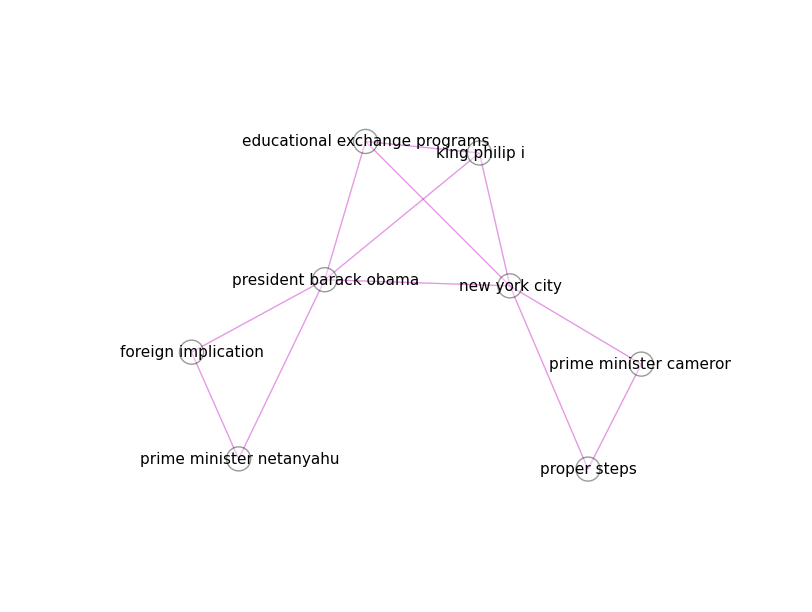 educational exchange programs
king philip i
president barack obama
new york city
foreign implication
prime minister cameror
prime minister netanyahu
proper steps